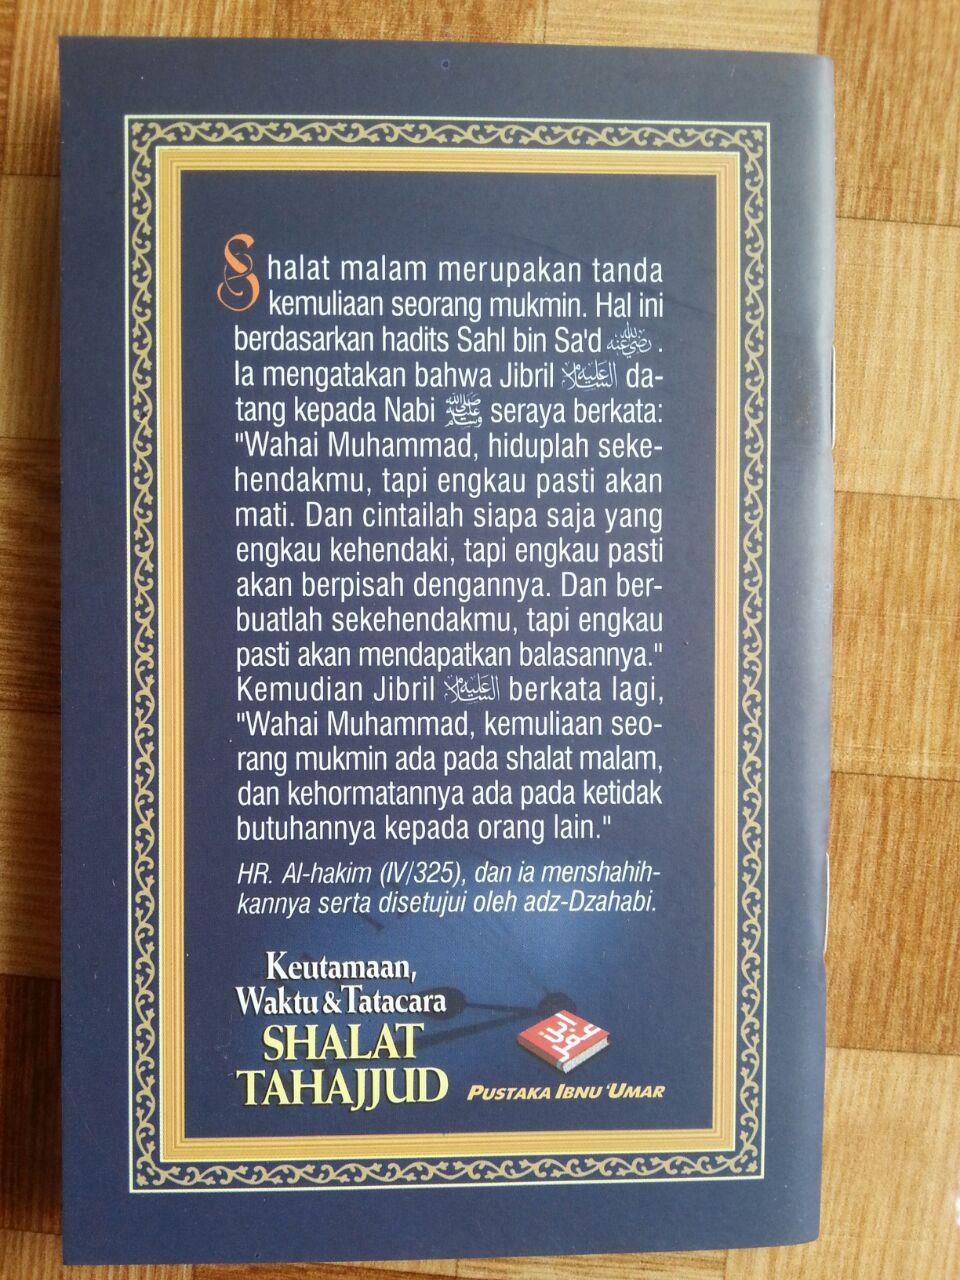 Shalat malam merupakan tanda
kemuliaan seorang mukmin. Hal ini
berdasarkan hadits Sahl bin Sa'd رضي الله عنه .
Ia mengatakan bahwa Jibril عليه السلام da-
tang kepada Nabi صلى الله عليه وسلم seraya berkata:
"Wahai Muhammad, hiduplah seke-
hendakmu, tapi engkau pasti akan
mati. Dan cintailah siapa saja yang
engkau kehendaki, tapi engkau pasti
akan berpisah dengannya. Dan ber-
buatlah sekehendakmu, tapi engkau
pasti akan mendapatkan balasannya."
Kemudian Jibril عليه السلام berkata lagi,
"Wahai Muhammad, kemuliaan seo-
rang mukmin ada pada shalat malam,
dan kehormatannya ada pada ketidak
butuhannya kepada orang lain."
HR. Al-hakim (IV/325), dan ia menshahih-
kannya serta disetujui oleh adz-Dzahabi.
Keutamaan,
Waktu & Tatacara
SHALAT
TAHAJJUD
ابن
عمر
PUSTAKA IBNU 'UMAR